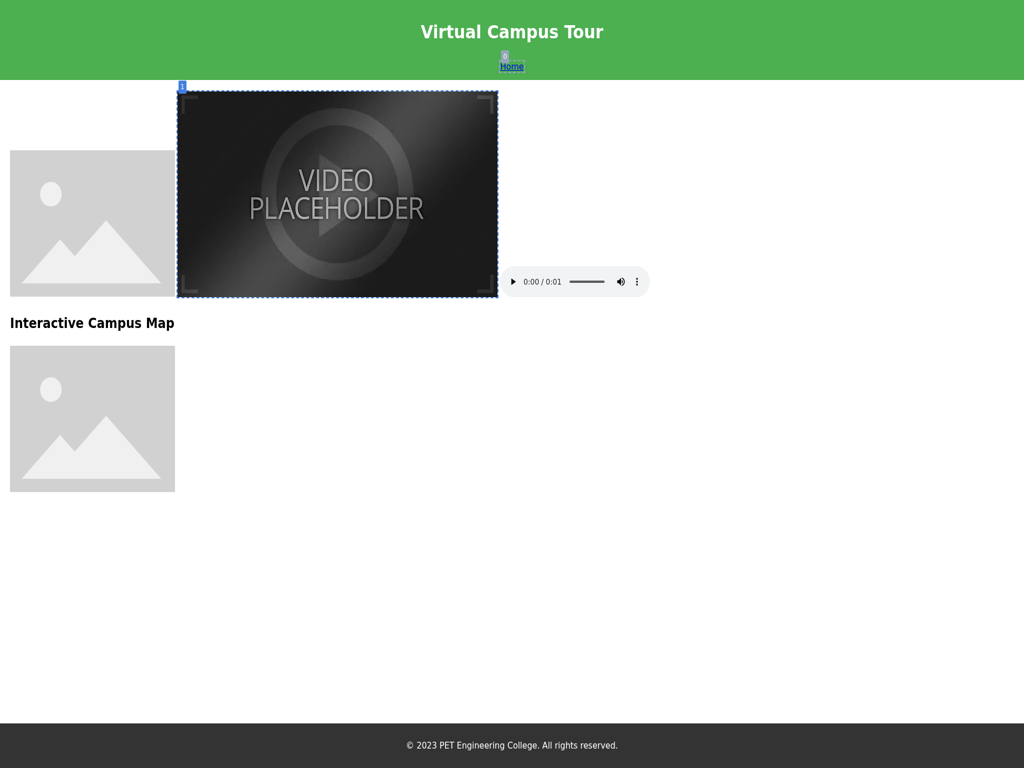 Virtual Campus Tour
0
Home
1
VIDEO
PLACEHOLDER
0:00 / 0:01
Interactive Campus Map
© 2023 PET Engineering College. All rights reserved.